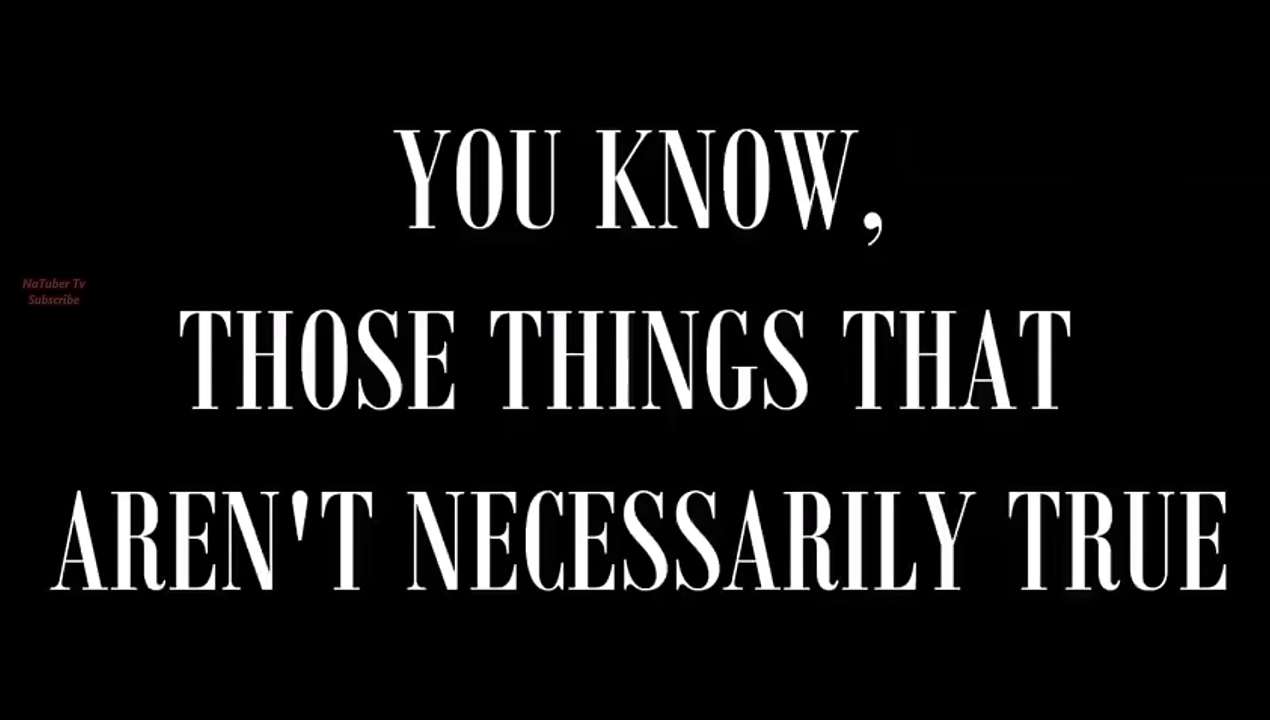 YOU KNOW,
NaTuber Tv
Subscribe
THOSE THINGS THAT
AREN'T NECESSARILY TRUE